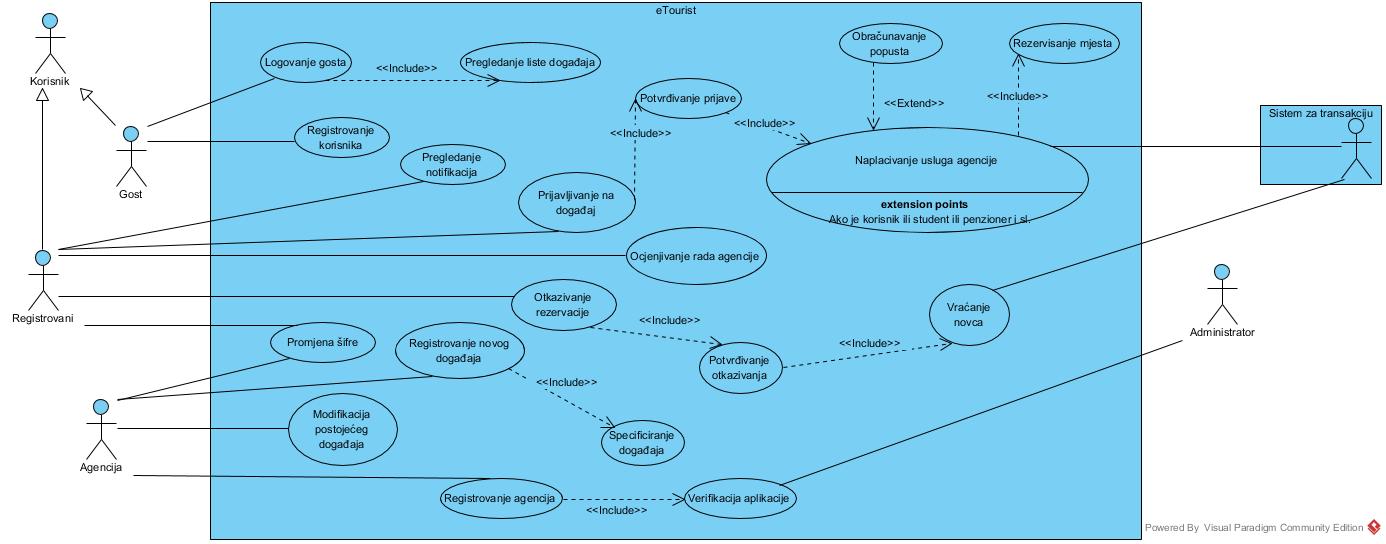 eTourist
Korisnik
Logovanje gosta
<<Include>>
Pregledanje liste događaja
Obračunavanje
popusta
Rezervisanje mjesta
<<Extend>>
<<Include>>
Potvrđivanje prijave
<<Include>>
<<Include>>
Sistem za transakciju
Gost
Registrovanje
korisnika
Pregledanje
notifikacija
Prijavljivanje na
događaj
Naplacivanje usluga agencije
extension points
Ako je korisnik ili student ili penzioner i sl.
Ocjenjivanje rada agencije
Registrovani
Otkazivanje
rezervacije
<<Include>>
Vraćanje
novca
Administrator
Promjena šifre
Registrovanje novog
događaja
Potvrđivanje
otkazivanja
<<Include>>
<<Include>>
Agencija
Modifikacija
postojećeg
događaja
Specificiranje
događaja
Registrovanje agencija
<<Include>>
Verifikacija aplikacije
Powered By Visual Paradigm Community Edition